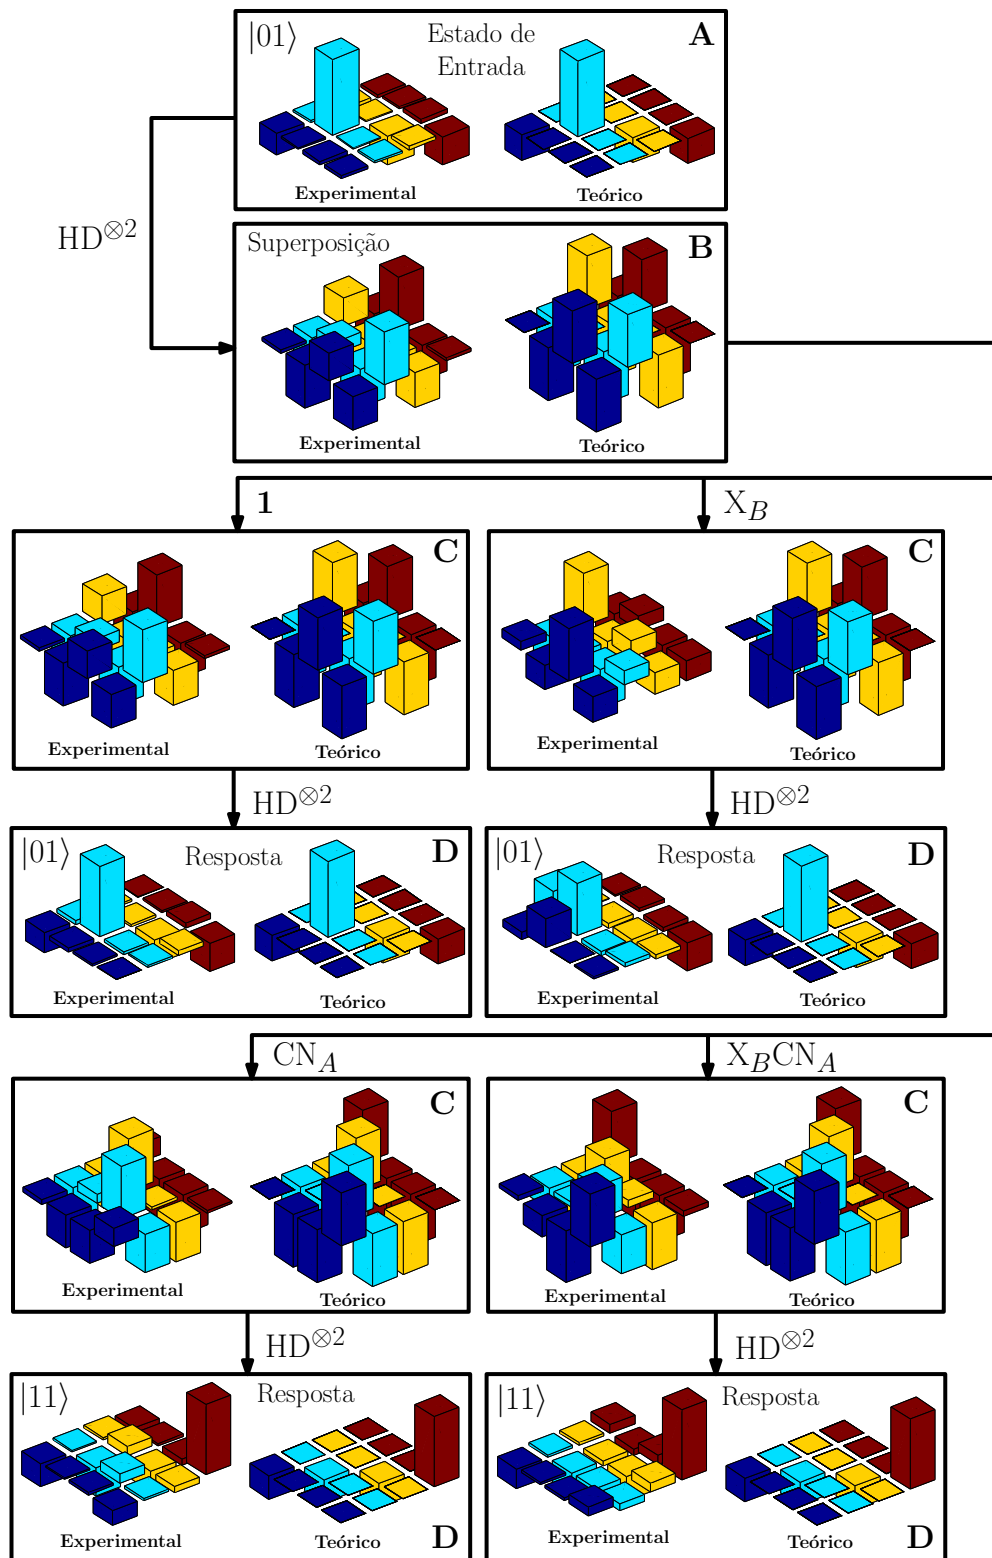 |01⟩
Estado de
Entrada
A
Experimental
Teórico
HD⊗2
Superposição
B
Experimental
Teórico
1
X_B
C
Experimental
Teórico
C
Experimental
Teórico
HD⊗2
HD⊗2
|01⟩
Resposta
D
Experimental
Teórico
|01⟩
Resposta
D
Experimental
Teórico
CN_A
X_BCN_A
C
Experimental
Teórico
C
Experimental
Teórico
HD⊗2
HD⊗2
|11⟩
Resposta
Experimental
Teórico
D
|11⟩
Resposta
Experimental
Teórico
D